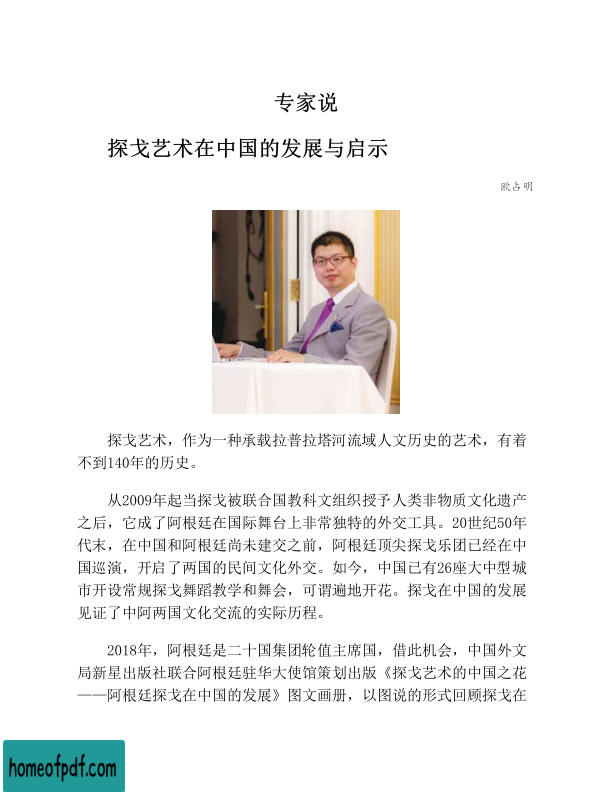 专家说
探戈艺术在中国的发展与启示
欧占明
探戈艺术，作为一种承载拉普拉塔河流域人文历史的艺术，有着
不到140年的历史。
从2009年起当探戈被联合国教科文组织授予人类非物质文化遗产
之后，它成了阿根廷在国际舞台上非常独特的外交工具。20世纪50年
代末，在中国和阿根廷尚未建交之前，阿根廷顶尖探戈乐团已经在中
国巡演，开启了两国的民间文化外交。如今，中国已有26座大中型城
市开设常规探戈舞蹈教学和舞会，可谓遍地开花。探戈在中国的发展
见证了中阿两国文化交流的实际历程。
2018年，阿根廷是二十国集团轮值主席国，借此机会，中国外文
局新星出版社联合阿根廷驻华大使馆策划出版《探戈艺术的中国之花
——阿根廷探戈在中国的发展》图文画册，以图说的形式回顾探戈在
homeofpdf.com